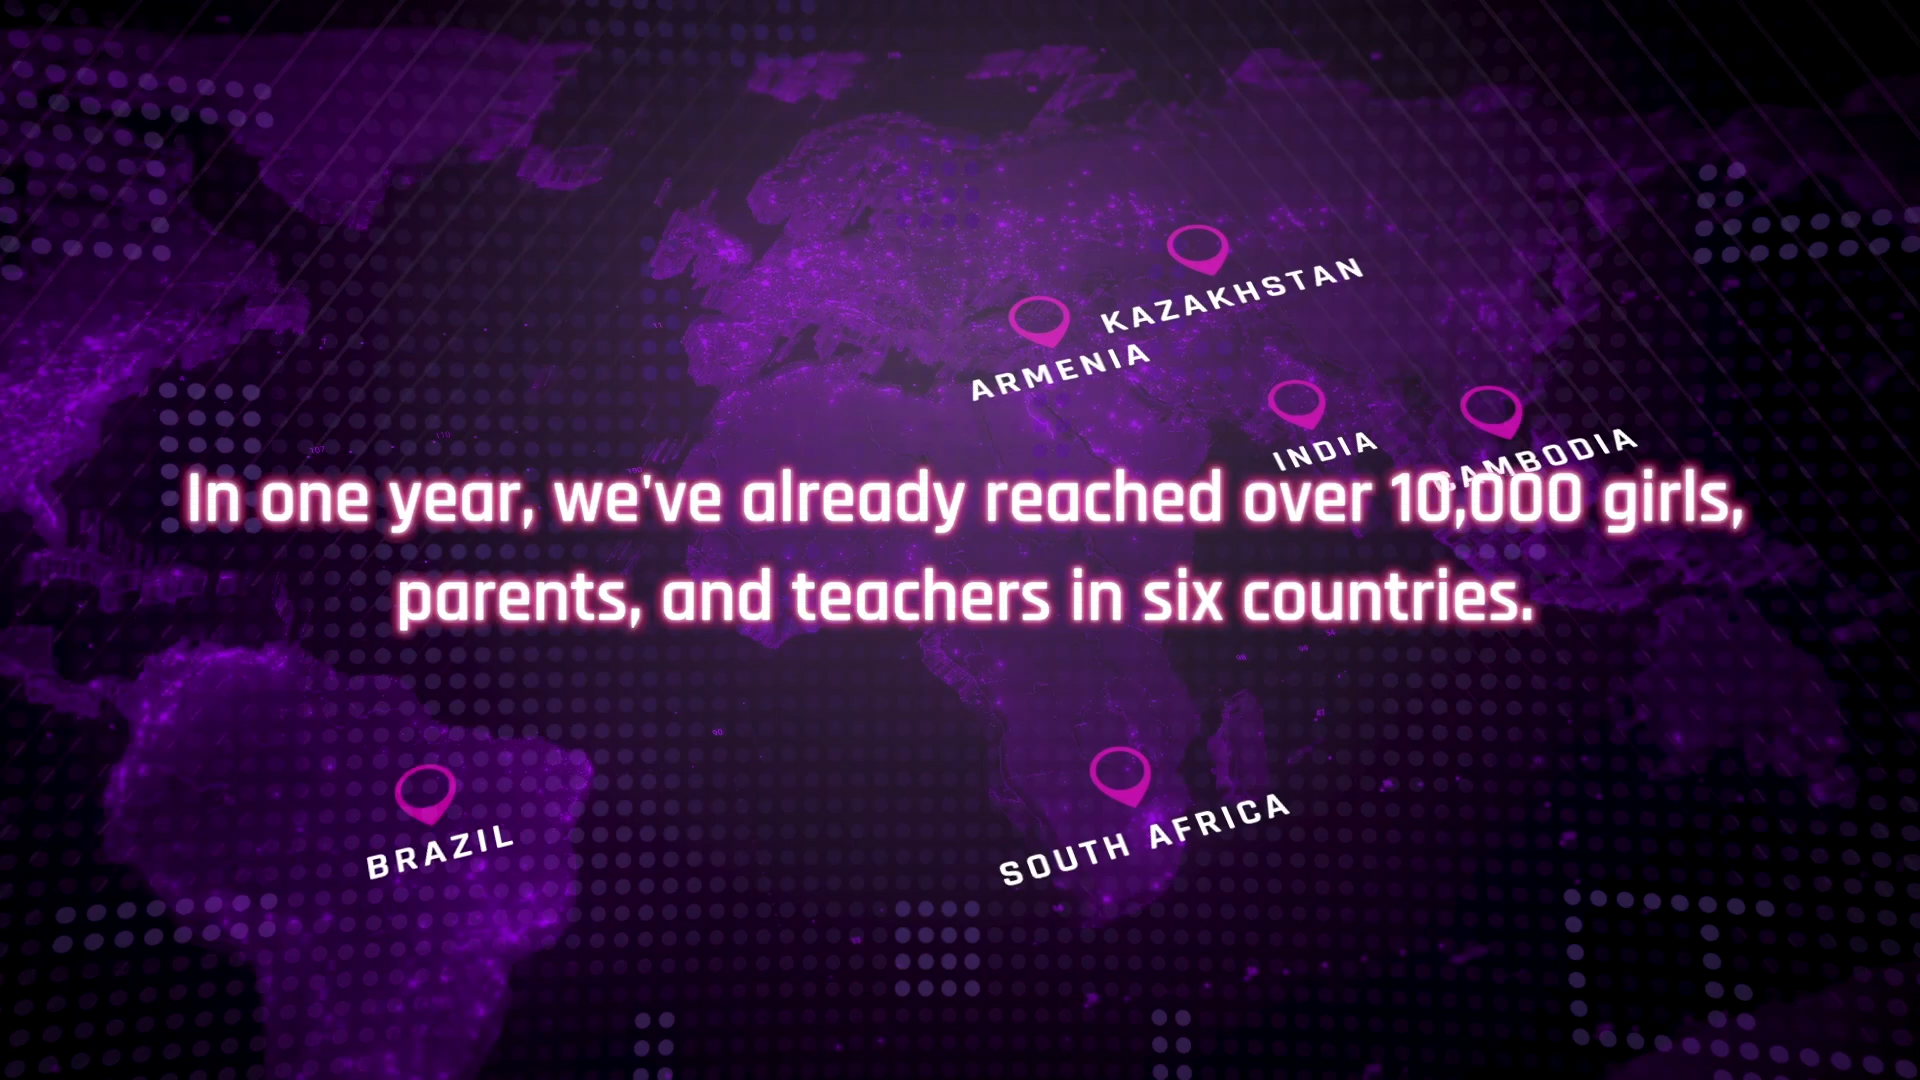 KAZAKHSTAN
ARMENIA
INDIA
CAMBODIA
In one year, we've already reached over 10,000 girls,
parents, and teachers in six countries.
BRAZIL
SOUTH AFRICA